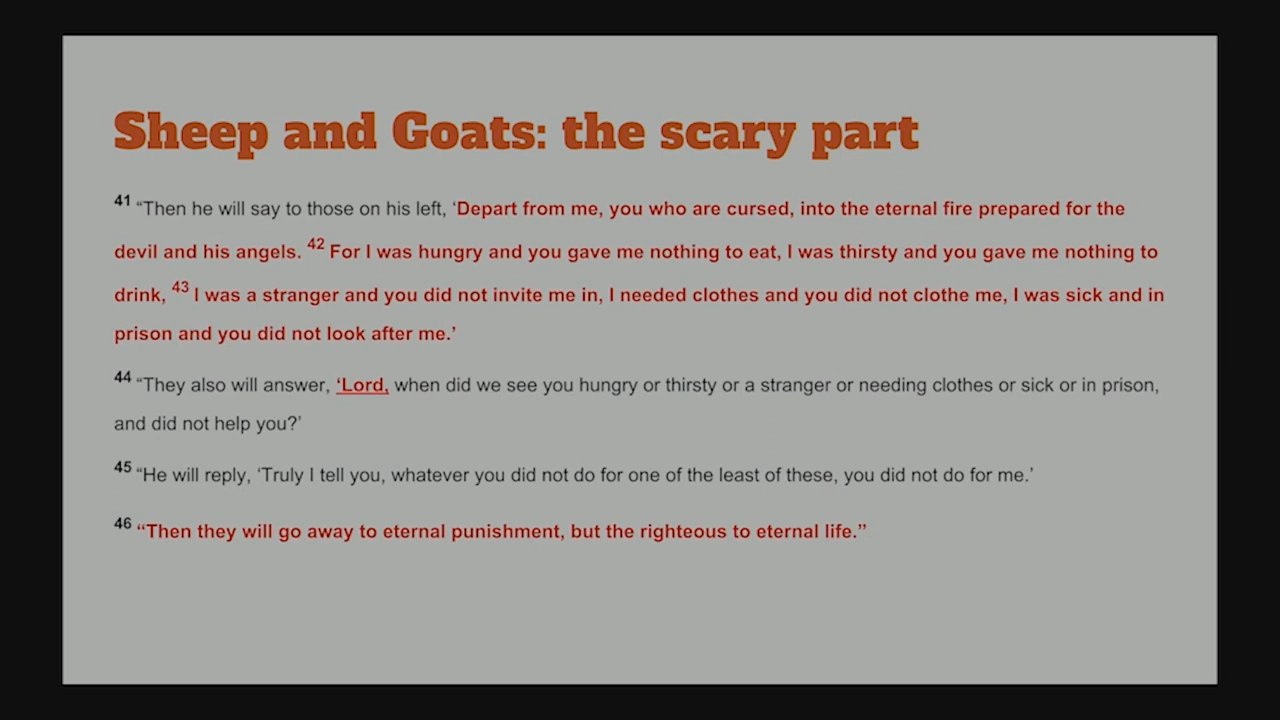 Sheep and Goats: the scary part
41 “Then he will say to those on his left, ‘Depart from me, you who are cursed, into the eternal fire prepared for the
devil and his angels. 42 For I was hungry and you gave me nothing to eat, I was thirsty and you gave me nothing to
drink, 43 I was a stranger and you did not invite me in, I needed clothes and you did not clothe me, I was sick and in
prison and you did not look after me.’
44 “They also will answer, ‘Lord, when did we see you hungry or thirsty or a stranger or needing clothes or sick or in prison,
and did not help you?’
45 “He will reply, ‘Truly I tell you, whatever you did not do for one of the least of these, you did not do for me.’
46 “Then they will go away to eternal punishment, but the righteous to eternal life.”